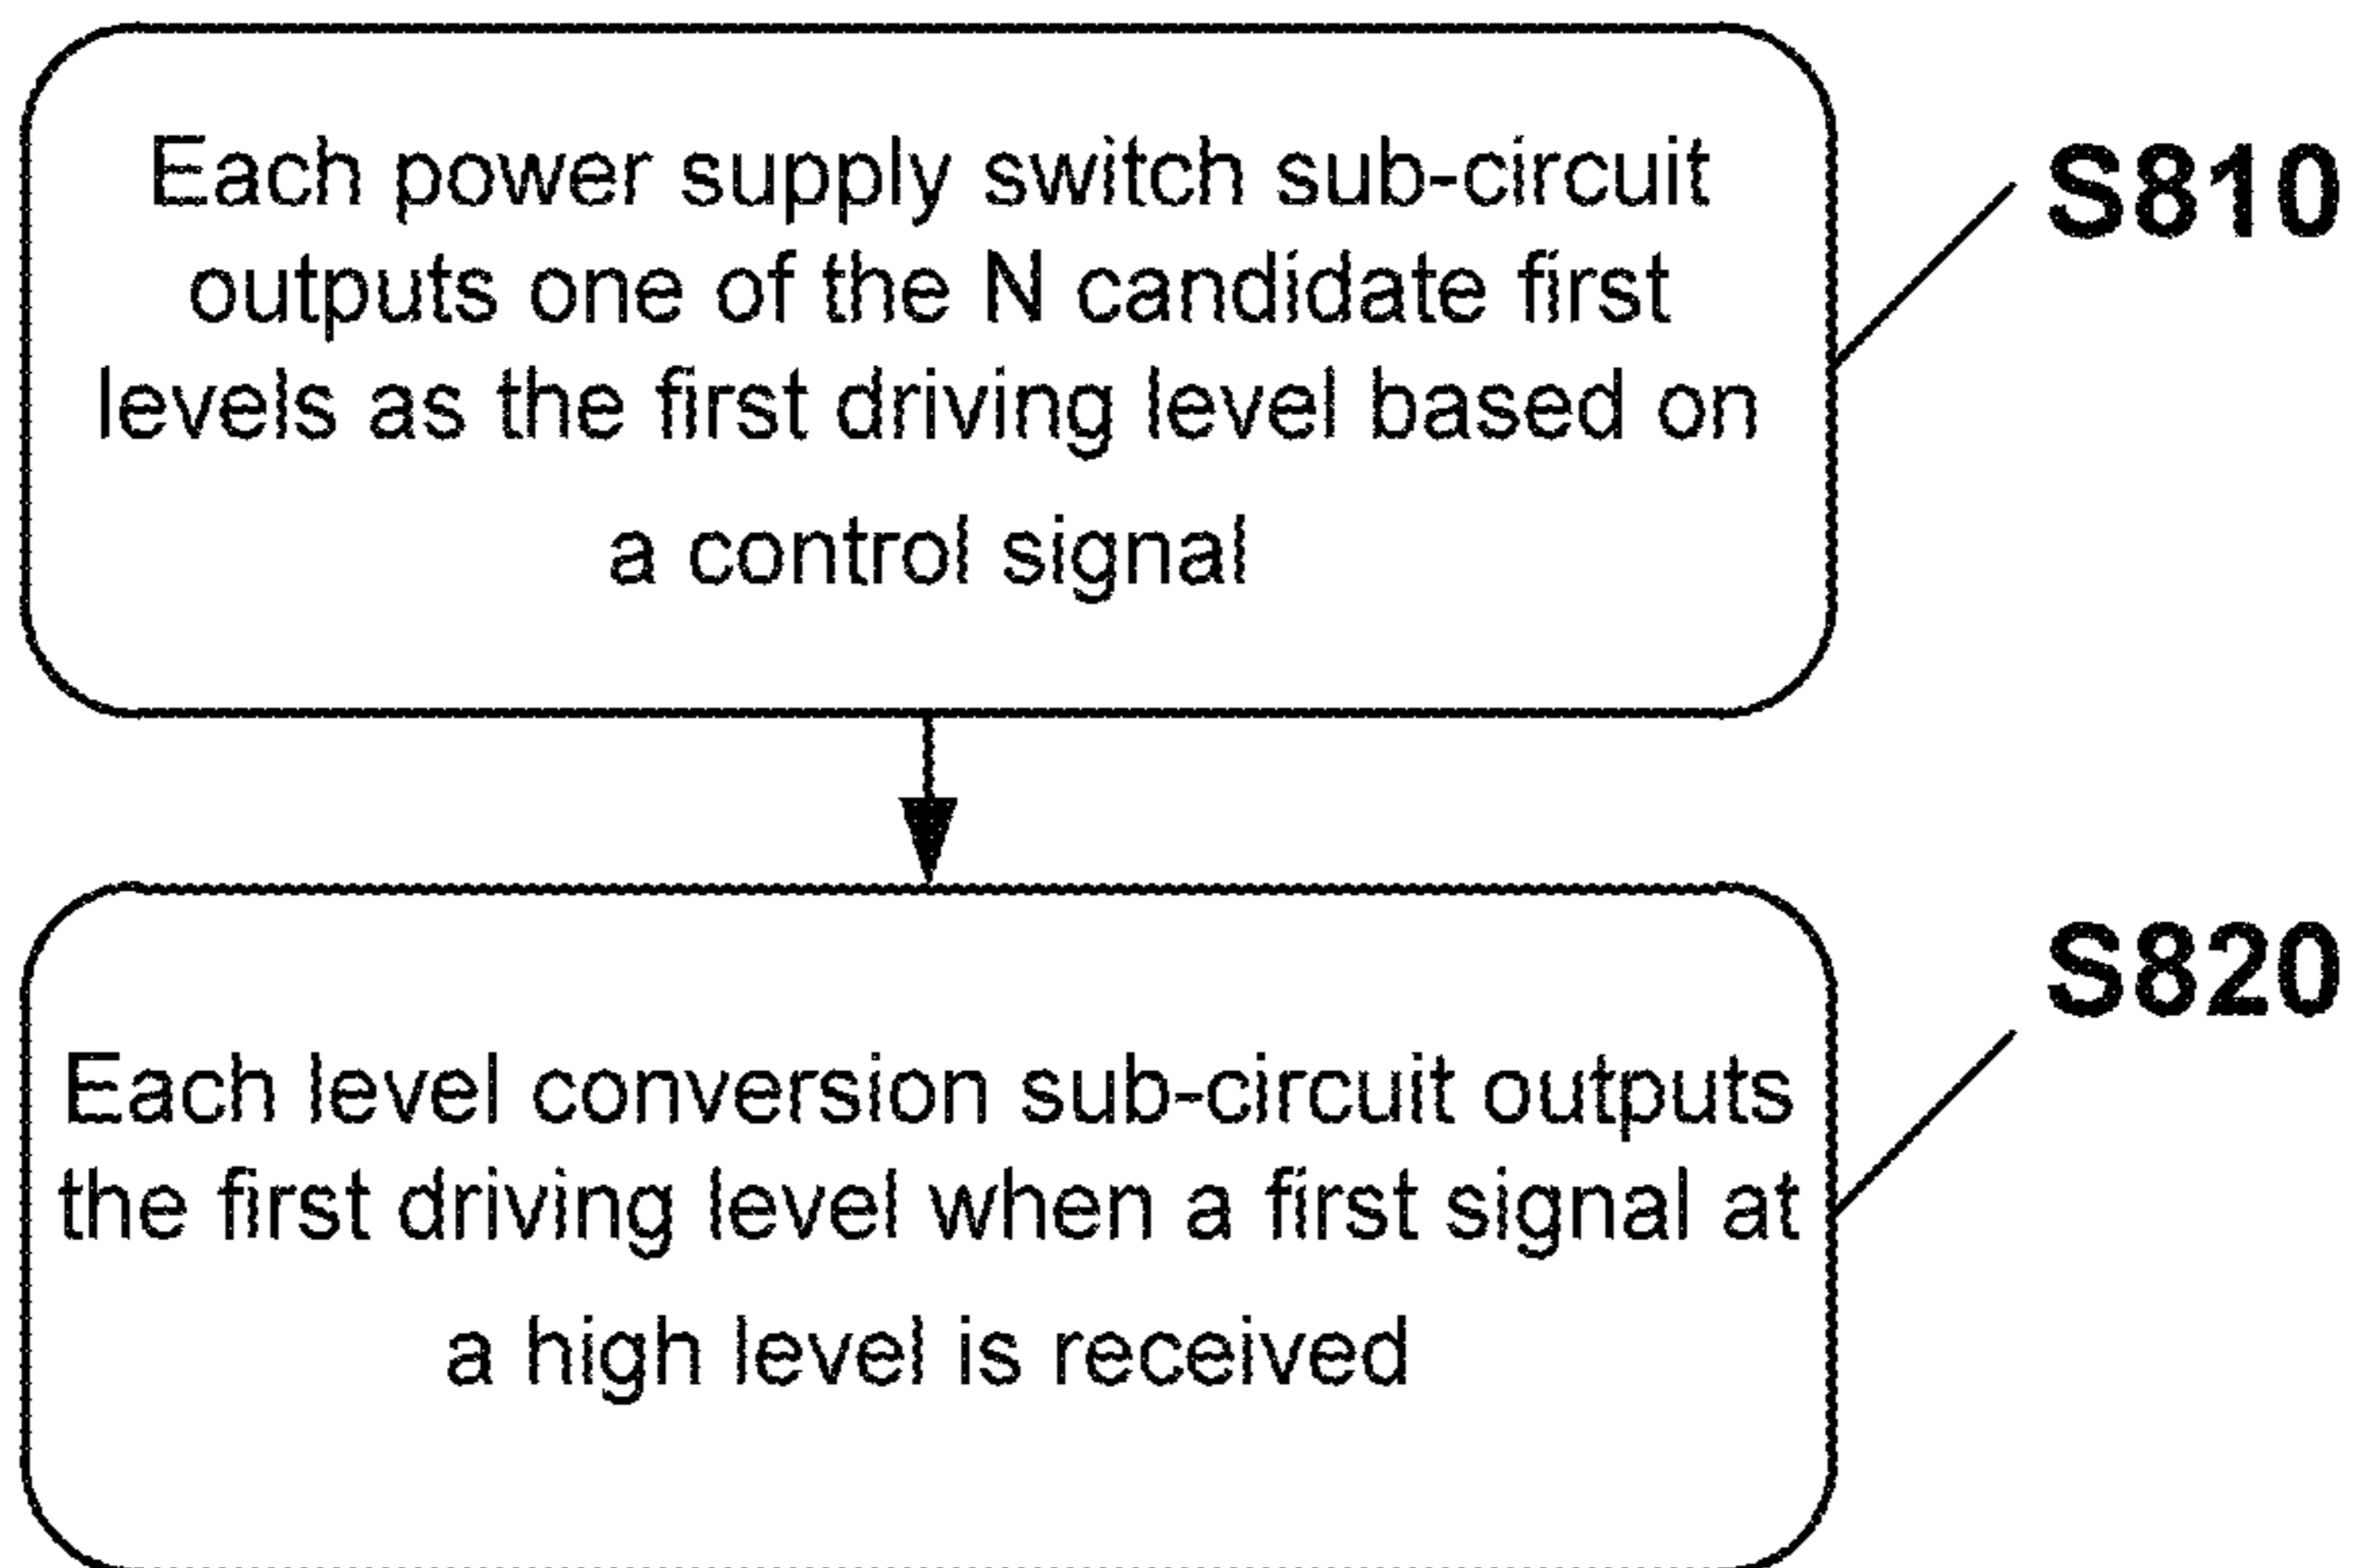 Each power supply switch sub-circuit
outputs one of the N candidate first
levels as the first driving level based on
a control signal
S810
Each level conversion sub-circuit outputs
the first driving level when a first signal at
a high level is received
S820